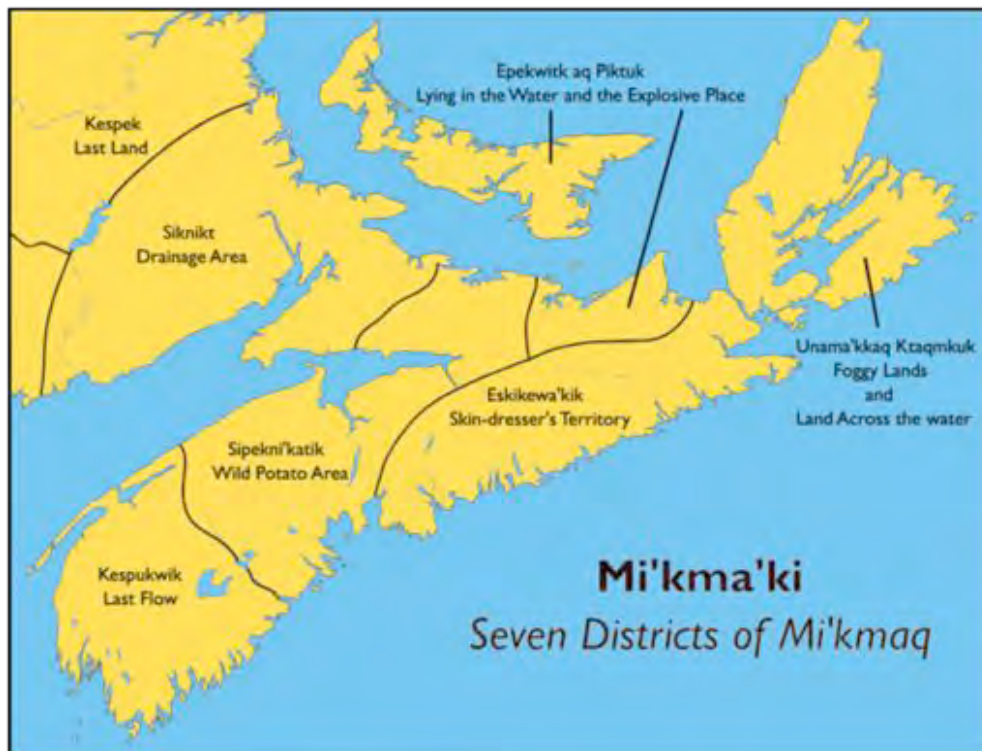 Epekwitk aq Piktuk
Lying in the Water and the Explosive Place
Kespek
Last Land
Siknikt
Drainage Area
Unama'kkaq Ktaqmkuk
Foggy Lands
and
Land Across the water
Eskikewa'kik
Skin-dresser's Territory
Sipekni'katik
Wild Potato Area
Kespukwik
Last Flow
Mi'kma'ki
Seven Districts of Mi'kmaq